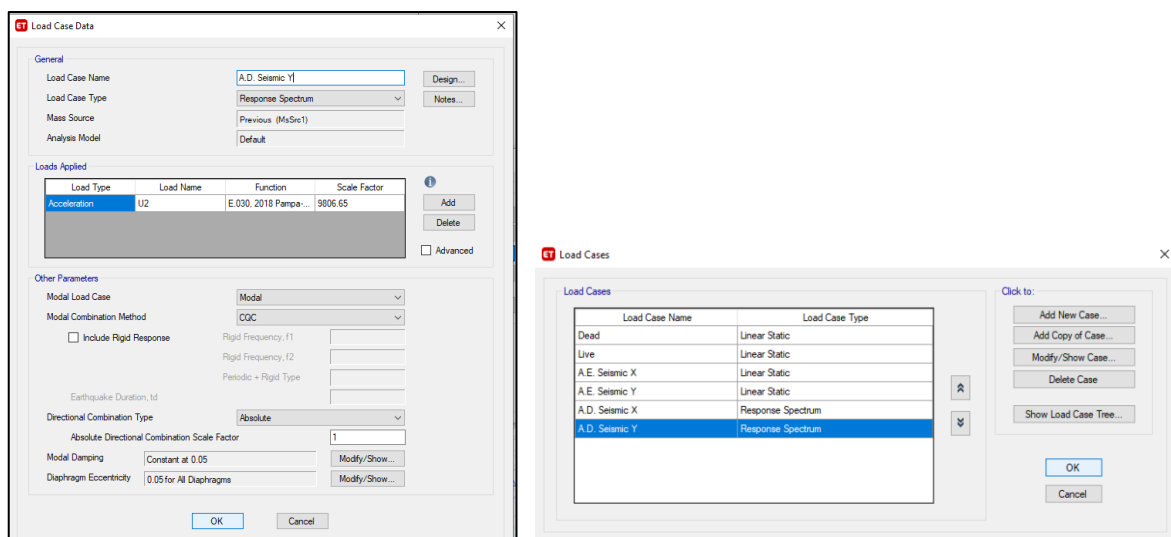 ET Load Case Data
General
Load Case Name A.D. Seismic Y Design...
Load Case Type Response Spectrum Notes...
Mass Source Previous (MsSrc1)
Analysis Model Default
Loads Applied
Load Type Load Name Function Scale Factor
Acceleration U2 E.030, 2018 Pampa-... 9806.65 Add
Delete
Advanced
Other Parameters
Modal Load Case Modal
Modal Combination Method CQC
Include Rigid Response Rigid Frequency, f1
Rigid Frequency, f2
Periodic + Rigid Type
Earthquake Duration, td
Directional Combination Type Absolute
Absolute Directional Combination Scale Factor 1
Modal Damping Constant at 0.05 Modify/Show...
Diaphragm Eccentricity 0.05 for All Diaphragms Modify/Show...
OK Cancel
ET Load Cases
Load Cases Click to:
Load Case Name Load Case Type Add New Case...
Dead Linear Static Add Copy of Case...
Live Linear Static Modify/Show Case...
A.E. Seismic X Linear Static Delete Case
A.E. Seismic Y Linear Static
A.D. Seismic X Response Spectrum Show Load Case Tree...
A.D. Seismic Y Response Spectrum
OK
Cancel